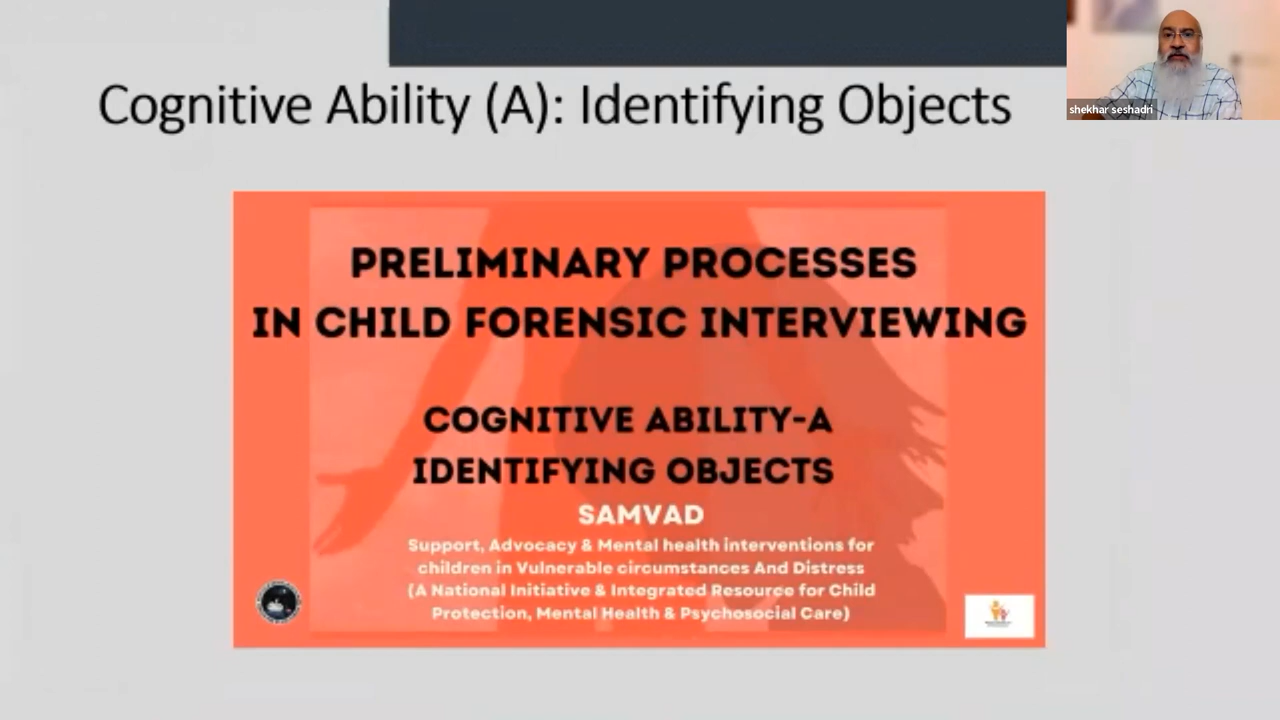 Cognitive Ability (A): Identifying Objects
shekhar seshadri
PRELIMINARY PROCESSES
IN CHILD FORENSIC INTERVIEWING
COGNITIVE ABILITY-A
IDENTIFYING OBJECTS
SAMVAD
Support, Advocacy & Mental health interventions for
children in Vulnerable circumstances And Distress
(A National Initiative & Integrated Resource for Child
Protection, Mental Health & Psychosocial Care)